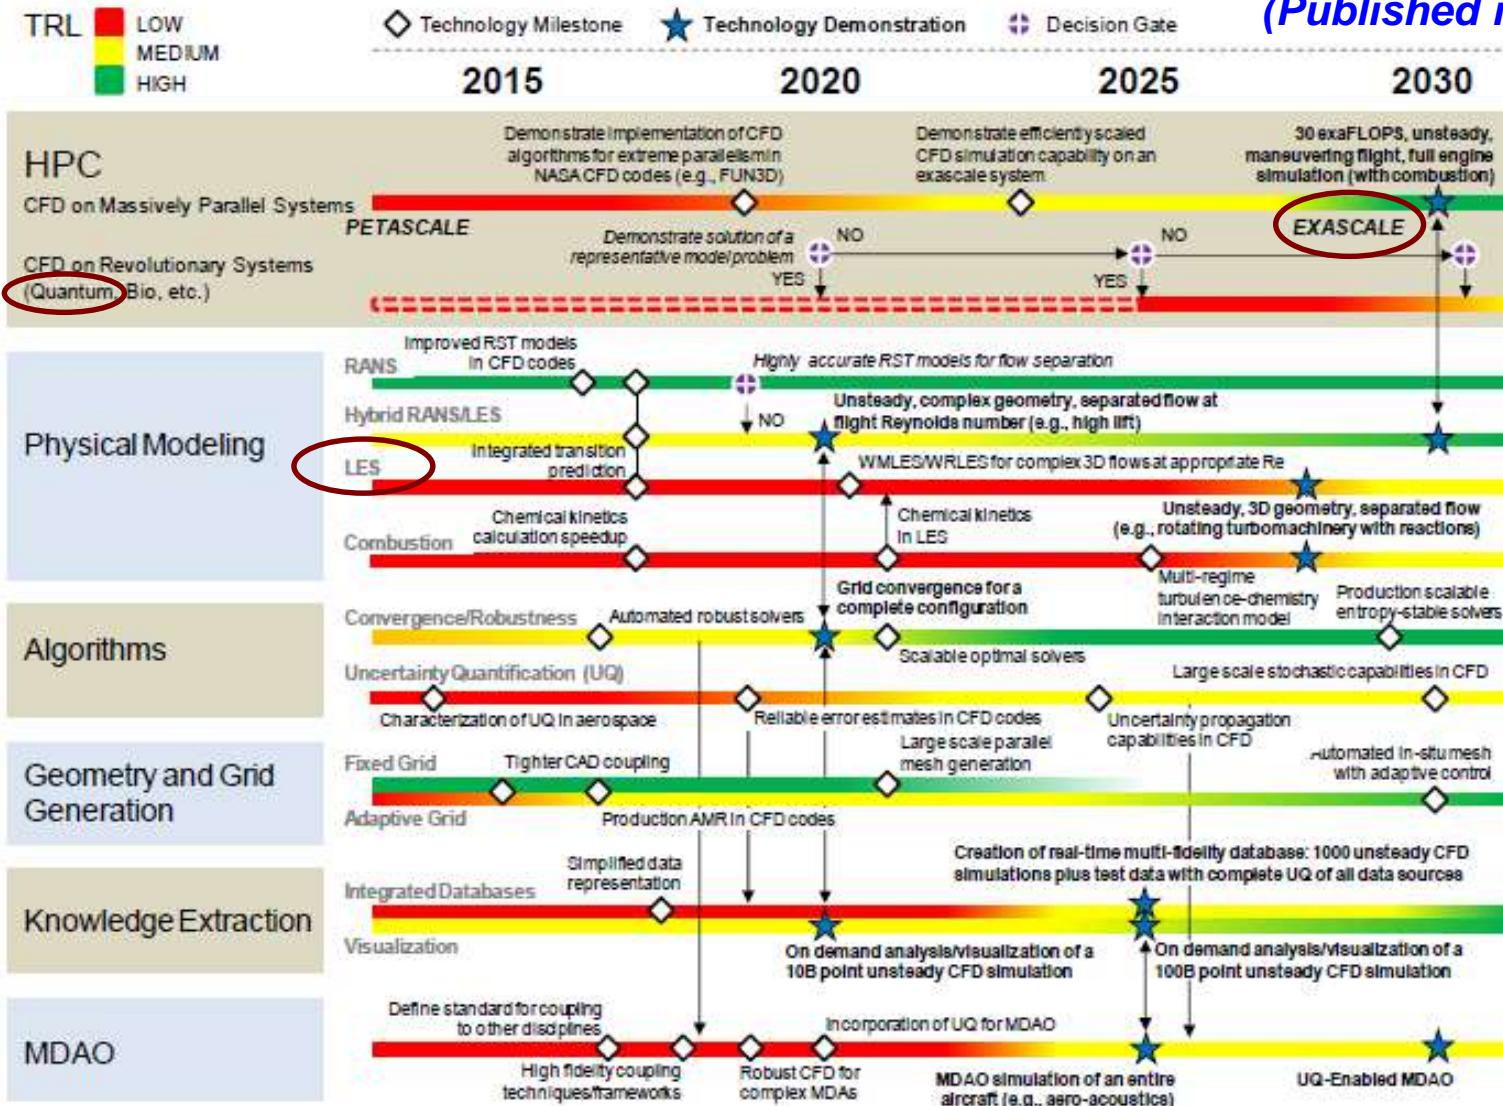 (Published
TRL
LOW
MEDIUM
HIGH
Technology Milestone
Technology Demonstration
Decision Gate
2015
2020
2025
2030
HPC
CFD on Massively Parallel Systems
PETASCALE
CFD on Revolutionary Systems
(Quantum, Bio, etc.)
Demonstrate implementation of CFD
algorithms for extreme parallelism in
NASA CFD codes (e.g., FUN3D)
Demonstrate efficiently scaled
CFD simulation capability on an
exascale system
30 exaFLOPS, unsteady,
maneuvering flight, full engine
simulation (with combustion)
EXASCALE
Demonstrate solution of a
representative model problem
NO
YES
NO
YES
Physical Modeling
RANS
Improved RST models
in CFD codes
Highly accurate RST models for flow separation
Hybrid RANS/LES
NO
Unsteady, complex geometry, separated flow at
flight Reynolds number (e.g., high lift)
LES
Integrated transition
prediction
WMLES/WRLES for complex 3D flows at appropriate Re
Unsteady, 3D geometry, separated flow
(e.g., rotating turbomachinery with reactions)
Combustion
Chemical kinetics
calculation speedup
Chemical kinetics
in LES
Multi-regime
turbulence-chemistry
interaction model
Algorithms
Convergence/Robustness
Automated robust solvers
Grid convergence for a
complete configuration
Scalable optimal solvers
Production scalable
entropy-stable solvers
Uncertainty Quantification (UQ)
Characterization of UQ in aerospace
Reliable error estimates in CFD codes
Uncertainty propagation
capabilities in CFD
Large scale stochastic capabilities in CFD
Geometry and Grid
Generation
Fixed Grid
Tighter CAD coupling
Large scale parallel
mesh generation
Automated in-situ mesh
with adaptive control
Adaptive Grid
Production AMR in CFD codes
Knowledge Extraction
Integrated Databases
Simplified data
representation
Creation of real-time multi-fidelity database: 1000 unsteady CFD
simulations plus test data with complete UQ of all data sources
Visualization
On demand analysis/visualization of a
10B point unsteady CFD simulation
On demand analysis/visualization of a
100B point unsteady CFD simulation
MDAO
Define standard for coupling
to other disciplines
High fidelity coupling
techniques/frameworks
Incorporation of UQ for MDAO
Robust CFD for
complex MDAs
MDAO simulation of an entire
aircraft (e.g., aero-acoustics)
UQ-Enabled MDAO